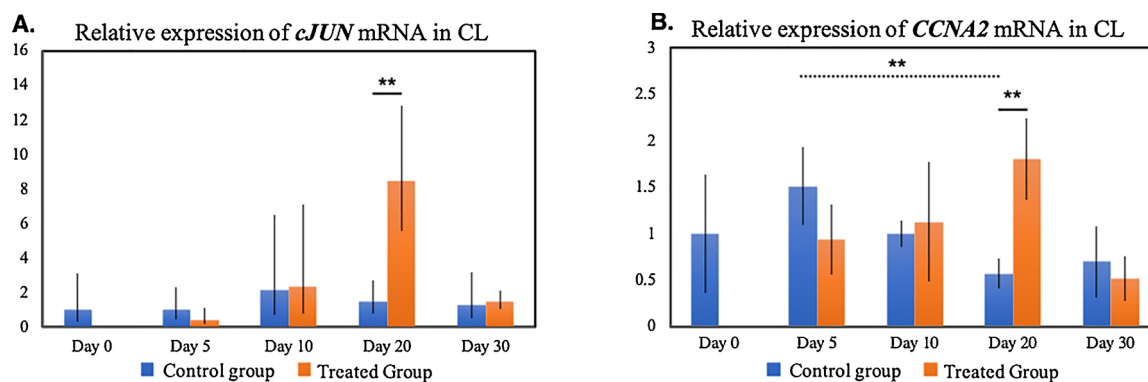 A.
Relative expression of cJUN mRNA in CL
16
14
12
10
8
6
4
2
0
**
Day 0 Day 5 Day 10 Day 20 Day 30
Control group Treated Group
B.
Relative expression of CCNA2 mRNA in CL
3
2.5
2
1.5
1
0.5
0
**
**
Day 0 Day 5 Day 10 Day 20 Day 30
Control group Treated Group